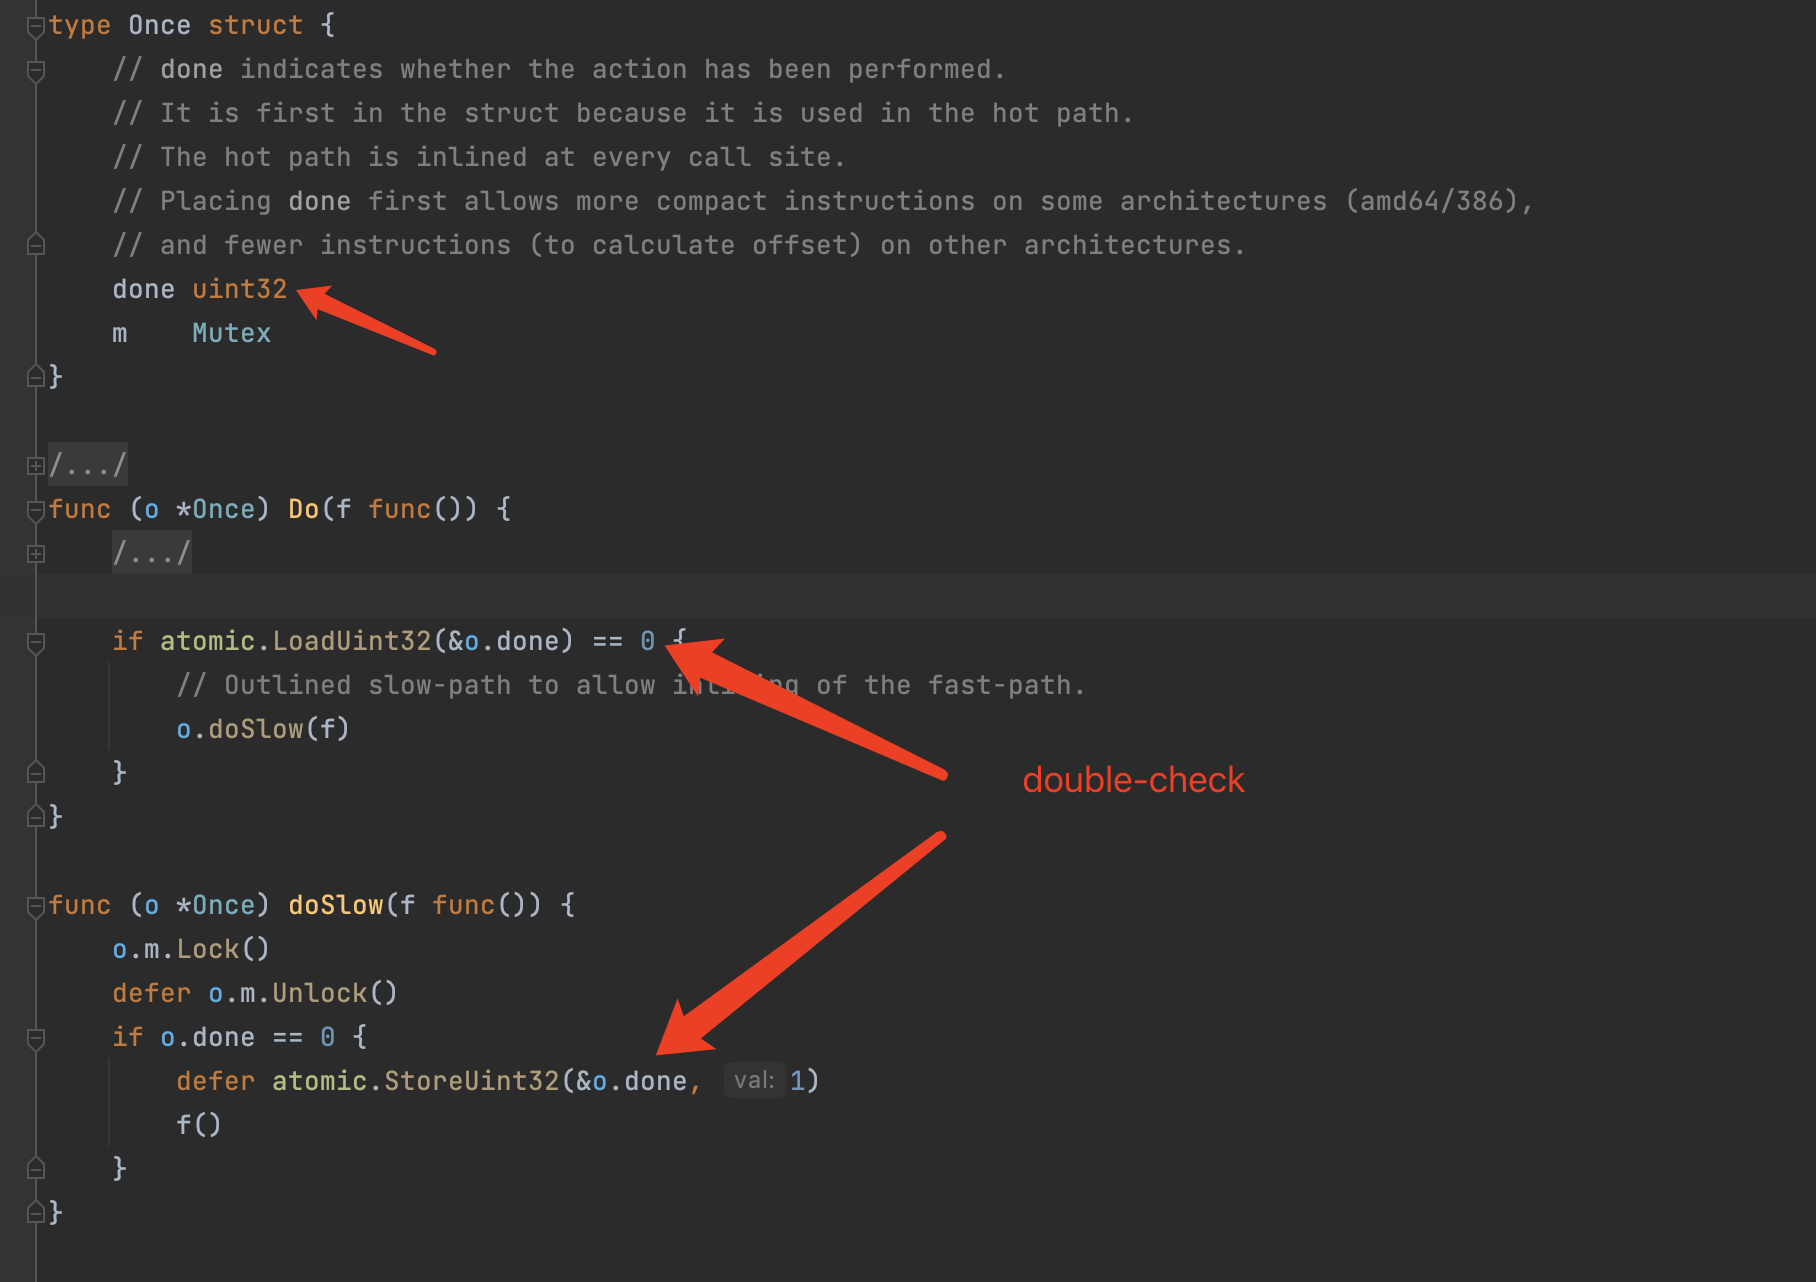 type Once struct {
    // done indicates whether the action has been performed.
    // It is first in the struct because it is used in the hot path.
    // The hot path is inlined at every call site.
    // Placing done first allows more compact instructions on some architectures (amd64/386),
    // and fewer instructions (to calculate offset) on other architectures.
    done uint32
    m    Mutex
}
/.../
func (o *Once) Do(f func()) {
    /.../
    if atomic.LoadUint32(&o.done) == 0 {
        // Outlined slow-path to allow inlining of the fast-path.
        o.doSlow(f)
    }
double-check
}
func (o *Once) doSlow(f func()) {
    o.m.Lock()
    defer o.m.Unlock()
    if o.done == 0 {
        defer atomic.StoreUint32(&o.done, val: 1)
        f()
    }
}